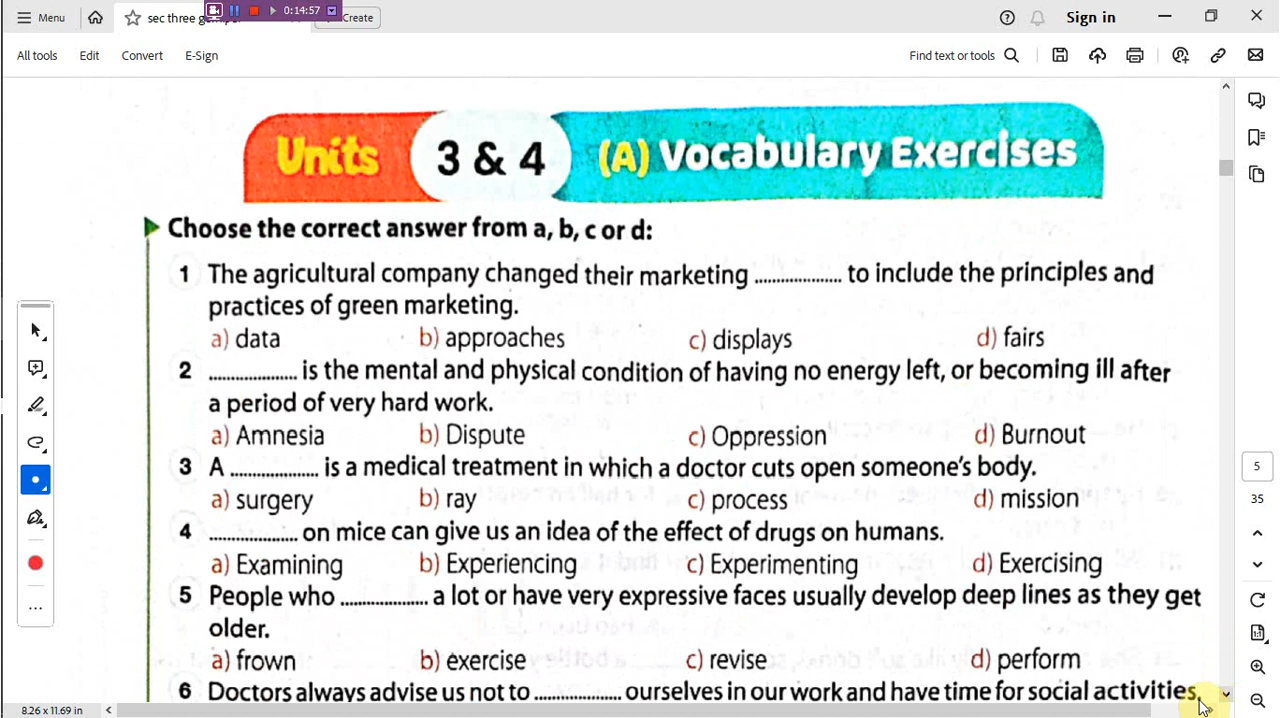 0:14:57
Menu
sec three
Create
Sign in
All tools
Edit
Convert
E-Sign
Find text or tools
Units 3 & 4 (A) Vocabulary Exercises
Choose the correct answer from a, b, c or d:
1 The agricultural company changed their marketing .................. to include the principles and
practices of green marketing.
a) data b) approaches c) displays d) fairs
2 .................. is the mental and physical condition of having no energy left, or becoming ill after
a period of very hard work.
a) Amnesia b) Dispute c) Oppression d) Burnout
3 A .................. is a medical treatment in which a doctor cuts open someone's body.
a) surgery b) ray c) process d) mission
4 .................. on mice can give us an idea of the effect of drugs on humans.
a) Examining b) Experiencing c) Experimenting d) Exercising
5 People who .................. a lot or have very expressive faces usually develop deep lines as they get
older.
a) frown b) exercise c) revise d) perform
6 Doctors always advise us not to .................. ourselves in our work and have time for social activities.
5
35
8.26 x 11.69 in